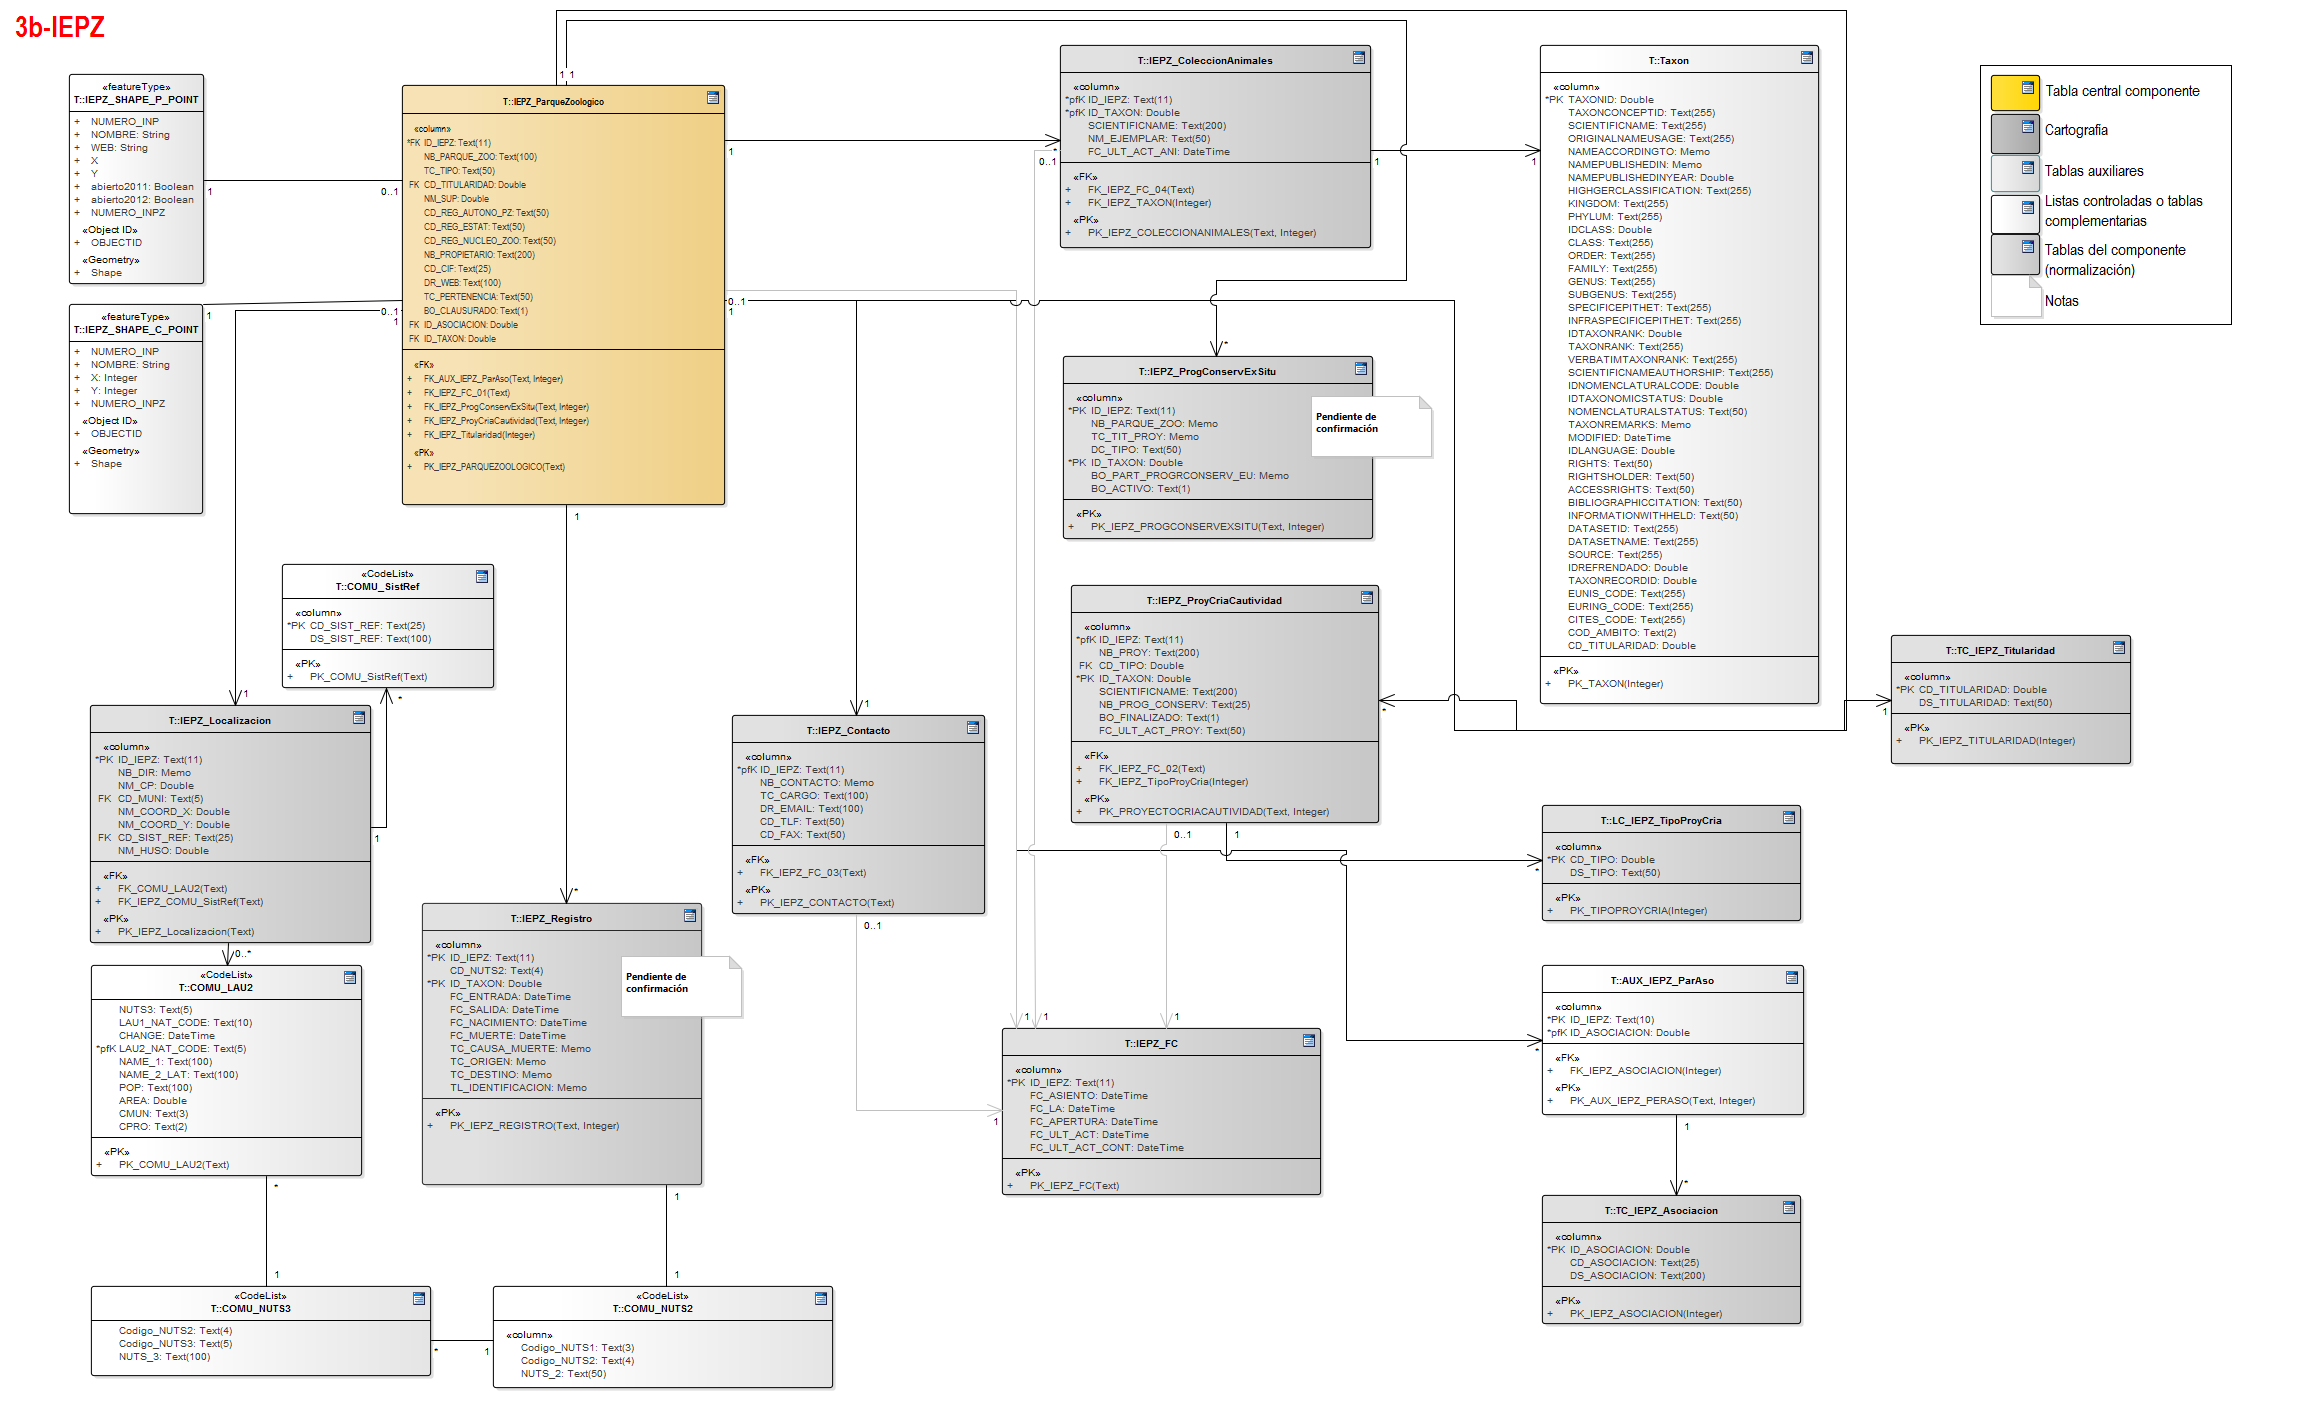 3b-IEPZ
«featureType»
T::IEPZ_SHAPE_P_POINT
+ NUMERO_INP
+ NOMBRE: String
+ WEB: String
+ X
+ Y
+ abierto2011: Boolean
+ abierto2012: Boolean
+ NUMERO_INPZ
«Object ID»
+ OBJECTID
«Geometry»
+ Shape
«featureType»
T::IEPZ_SHAPE_C_POINT
+ NUMERO_INP
+ NOMBRE: String
+ X: Integer
+ Y: Integer
+ NUMERO_INPZ
«Object ID»
+ OBJECTID
«Geometry»
+ Shape
1
0..1
1
0..1
1
1 1
T::IEPZ_ParqueZoologico
«column»
*FK ID_IEPZ: Text(11)
NB_PARQUE_ZOO: Text(100)
TC_TIPO: Text(50)
FK CD_TITULARIDAD: Double
NM_SUP: Double
CD_REG_AUTONO_PZ: Text(50)
CD_REG_ESTAT: Text(50)
CD_REG_NUCLEO_ZOO: Text(50)
NB_PROPIETARIO: Text(200)
CD_CIF: Text(25)
DR_WEB: Text(100)
TC_PERTENENCIA: Text(50)
BO_CLAUSURADO: Text(1)
FK ID_ASOCIACION: Double
FK ID_TAXON: Double
«FK»
+ FK_AUX_IEPZ_ParAso(Text, Integer)
+ FK_IEPZ_FC_01(Text)
+ FK_IEPZ_ProgConservExSitu(Text, Integer)
+ FK_IEPZ_ProyCriaCautividad(Text, Integer)
+ FK_IEPZ_Titularidad(Integer)
«PK»
+ PK_IEPZ_PARQUEZOOLOGICO(Text)
1
0..1
1
1
T::IEPZ_ColeccionAnimales
«column»
*pfK ID_IEPZ: Text(11)
*pfK ID_TAXON: Double
SCIENTIFICNAME: Text(200)
NM_EJEMPLAR: Text(50)
FC_ULT_ACT_ANI: DateTime
«FK»
+ FK_IEPZ_FC_04(Text)
+ FK_IEPZ_TAXON(Integer)
«PK»
+ PK_IEPZ_COLECCIONANIMALES(Text, Integer)
*
0..1
1
1
T::Taxon
«column»
*PK TAXONID: Double
TAXONCONCEPTID: Text(255)
SCIENTIFICNAME: Text(255)
ORIGINALNAMEUSAGE: Text(255)
NAMEACCORDINGTO: Memo
NAMEPUBLISHEDIN: Memo
NAMEPUBLISHEDINYEAR: Double
HIGHGERCLASSIFICATION: Text(255)
KINGDOM: Text(255)
PHYLUM: Text(255)
IDCLASS: Double
CLASS: Text(255)
ORDER: Text(255)
FAMILY: Text(255)
GENUS: Text(255)
SUBGENUS: Text(255)
SPECIFICEPITHET: Text(255)
INFRASPECIFICEPITHET: Text(255)
IDTAXONRANK: Double
TAXONRANK: Text(255)
VERBATIMTAXONRANK: Text(255)
SCIENTIFICNAMEAUTHORSHIP: Text(255)
IDNOMENCLATURALCODE: Double
IDTAXONOMICSTATUS: Double
NOMENCLATURALSTATUS: Text(50)
TAXONREMARKS: Memo
MODIFIED: DateTime
IDLANGUAGE: Double
RIGHTS: Text(50)
RIGHTSHOLDER: Text(50)
ACCESSRIGHTS: Text(50)
BIBLIOGRAPHICCITATION: Text(50)
INFORMATIONWITHHELD: Text(50)
DATASETID: Text(255)
DATASETNAME: Text(255)
SOURCE: Text(255)
IDREFRENDADO: Double
TAXONRECORDID: Double
EUNIS_CODE: Text(255)
EURING_CODE: Text(255)
CITES_CODE: Text(255)
COD_AMBITO: Text(2)
CD_TITULARIDAD: Double
«PK»
+ PK_TAXON(Integer)
Tabla central componente
Cartografia
Tablas auxiliares
Listas controladas o tablas
complementarias
Tablas del componente
(normalización)
Notas
*
T::IEPZ_ProgConservExSitu
«column»
*PK ID_IEPZ: Text(11)
NB_PARQUE_ZOO: Memo
TC_TIT_PROY: Memo
DC_TIPO: Text(50)
*PK ID_TAXON: Double
BO_PART_PROGRCONSERV_EU: Memo
BO_ACTIVO: Text(1)
«PK»
+ PK_IEPZ_PROGCONSERVEXSITU(Text, Integer)
Pendiente de
confirmación
«CodeList»
T::COMU_SistRef
«column»
*PK CD_SIST_REF: Text(25)
DS_SIST_REF: Text(100)
«PK»
+ PK_COMU_SistRef(Text)
*
1
T::IEPZ_Localizacion
«column»
*PK ID_IEPZ: Text(11)
NB_DIR: Memo
NM_CP: Double
FK CD_MUNI: Text(5)
NM_COORD_X: Double
NM_COORD_Y: Double
FK CD_SIST_REF: Text(25)
NM_HUSO: Double
«FK»
+ FK_COMU_LAU2(Text)
+ FK_IEPZ_COMU_SistRef(Text)
«PK»
+ PK_IEPZ_Localizacion(Text)
1
0..*
«CodeList»
T::COMU_LAU2
NUTS3: Text(5)
LAU1_NAT_CODE: Text(10)
CHANGE: DateTime
*pfK LAU2_NAT_CODE: Text(5)
NAME_1: Text(100)
NAME_2_LAT: Text(100)
POP: Text(100)
AREA: Double
CMUN: Text(3)
CPRO: Text(2)
«PK»
+ PK_COMU_LAU2(Text)
*
1
«CodeList»
T::COMU_NUTS3
Codigo_NUTS2: Text(4)
Codigo_NUTS3: Text(5)
NUTS_3: Text(100)
*
1
«CodeList»
T::COMU_NUTS2
«column»
Codigo_NUTS1: Text(3)
Codigo_NUTS2: Text(4)
NUTS_2: Text(50)
*
T::IEPZ_Registro
«column»
*PK ID_IEPZ: Text(11)
CD_NUTS2: Text(4)
*PK ID_TAXON: Double
FC_ENTRADA: DateTime
FC_SALIDA: DateTime
FC_NACIMIENTO: DateTime
FC_MUERTE: DateTime
TC_CAUSA_MUERTE: Memo
TC_ORIGEN: Memo
TC_DESTINO: Memo
TL_IDENTIFICACION: Memo
«PK»
+ PK_IEPZ_REGISTRO(Text, Integer)
Pendiente de
confirmación
1
1
1
T::IEPZ_Contacto
«column»
*pfK ID_IEPZ: Text(11)
NB_CONTACTO: Memo
TC_CARGO: Text(100)
DR_EMAIL: Text(100)
CD_TLF: Text(50)
CD_FAX: Text(50)
«FK»
+ FK_IEPZ_FC_03(Text)
«PK»
+ PK_IEPZ_CONTACTO(Text)
0..1
T::IEPZ_ProyCriaCautividad
«column»
*pfK ID_IEPZ: Text(11)
NB_PROY: Text(200)
FK CD_TIPO: Double
*PK ID_TAXON: Double
SCIENTIFICNAME: Text(200)
NB_PROG_CONSERV: Text(25)
BO_FINALIZADO: Text(1)
FC_ULT_ACT_PROY: Text(50)
«FK»
+ FK_IEPZ_FC_02(Text)
+ FK_IEPZ_TipoProyCria(Integer)
«PK»
+ PK_PROYECTOCRIACAUTIVIDAD(Text, Integer)
*
0..1
1
1
1
1
1
T::IEPZ_FC
«column»
*PK ID_IEPZ: Text(11)
FC_ASIENTO: DateTime
FC_LA: DateTime
FC_APERTURA: DateTime
FC_ULT_ACT: DateTime
FC_ULT_ACT_CONT: DateTime
«PK»
+ PK_IEPZ_FC(Text)
1
T::TC_IEPZ_Titularidad
«column»
*PK CD_TITULARIDAD: Double
DS_TITULARIDAD: Text(50)
«PK»
+ PK_IEPZ_TITULARIDAD(Integer)
T::LC_IEPZ_TipoProyCria
«column»
*PK CD_TIPO: Double
DS_TIPO: Text(50)
«PK»
+ PK_TIPOPROYCRIA(Integer)
*
T::AUX_IEPZ_ParAso
«column»
*PK ID_IEPZ: Text(10)
*pfK ID_ASOCIACION: Double
«FK»
+ FK_IEPZ_ASOCIACION(Integer)
«PK»
+ PK_AUX_IEPZ_PERASO(Text, Integer)
*
1
*
T::TC_IEPZ_Asociacion
«column»
*PK ID_ASOCIACION: Double
CD_ASOCIACION: Text(25)
DS_ASOCIACION: Text(200)
«PK»
+ PK_IEPZ_ASOCIACION(Integer)